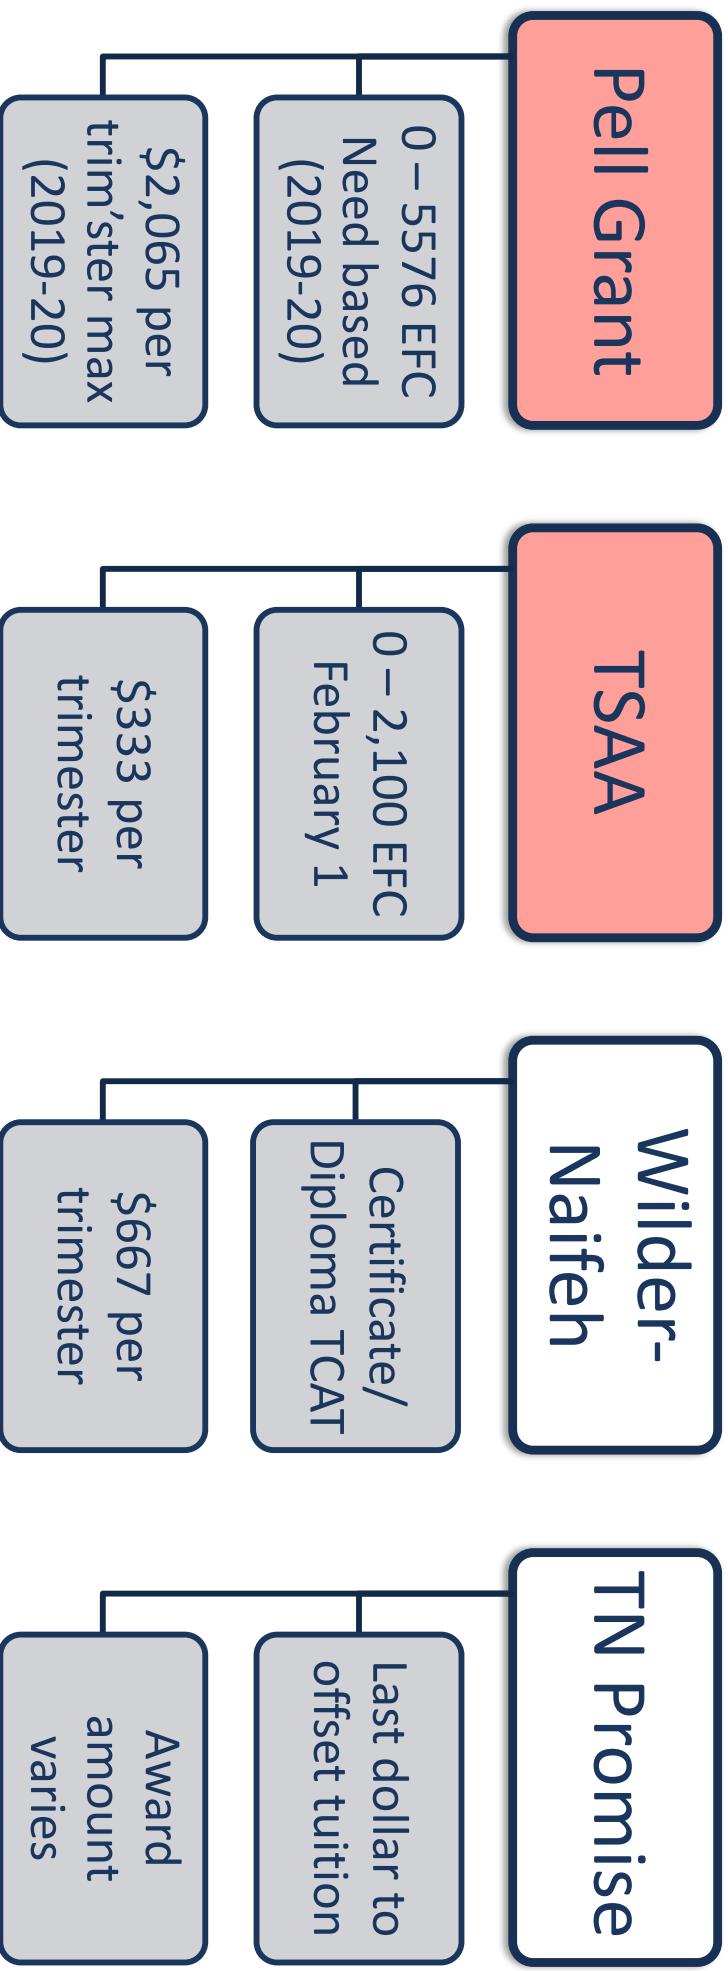 Pell Grant
0 – 5576 EFC
Need based
(2019-20)
$2,065 per
trim’ster max
(2019-20)
TSAA
0 – 2,100 EFC
February 1
$333 per
trimester
Wilder-
Naifeh
Certificate/
Diploma TCAT
$667 per
trimester
TN Promise
Last dollar to
offset tuition
Award
amount
varies